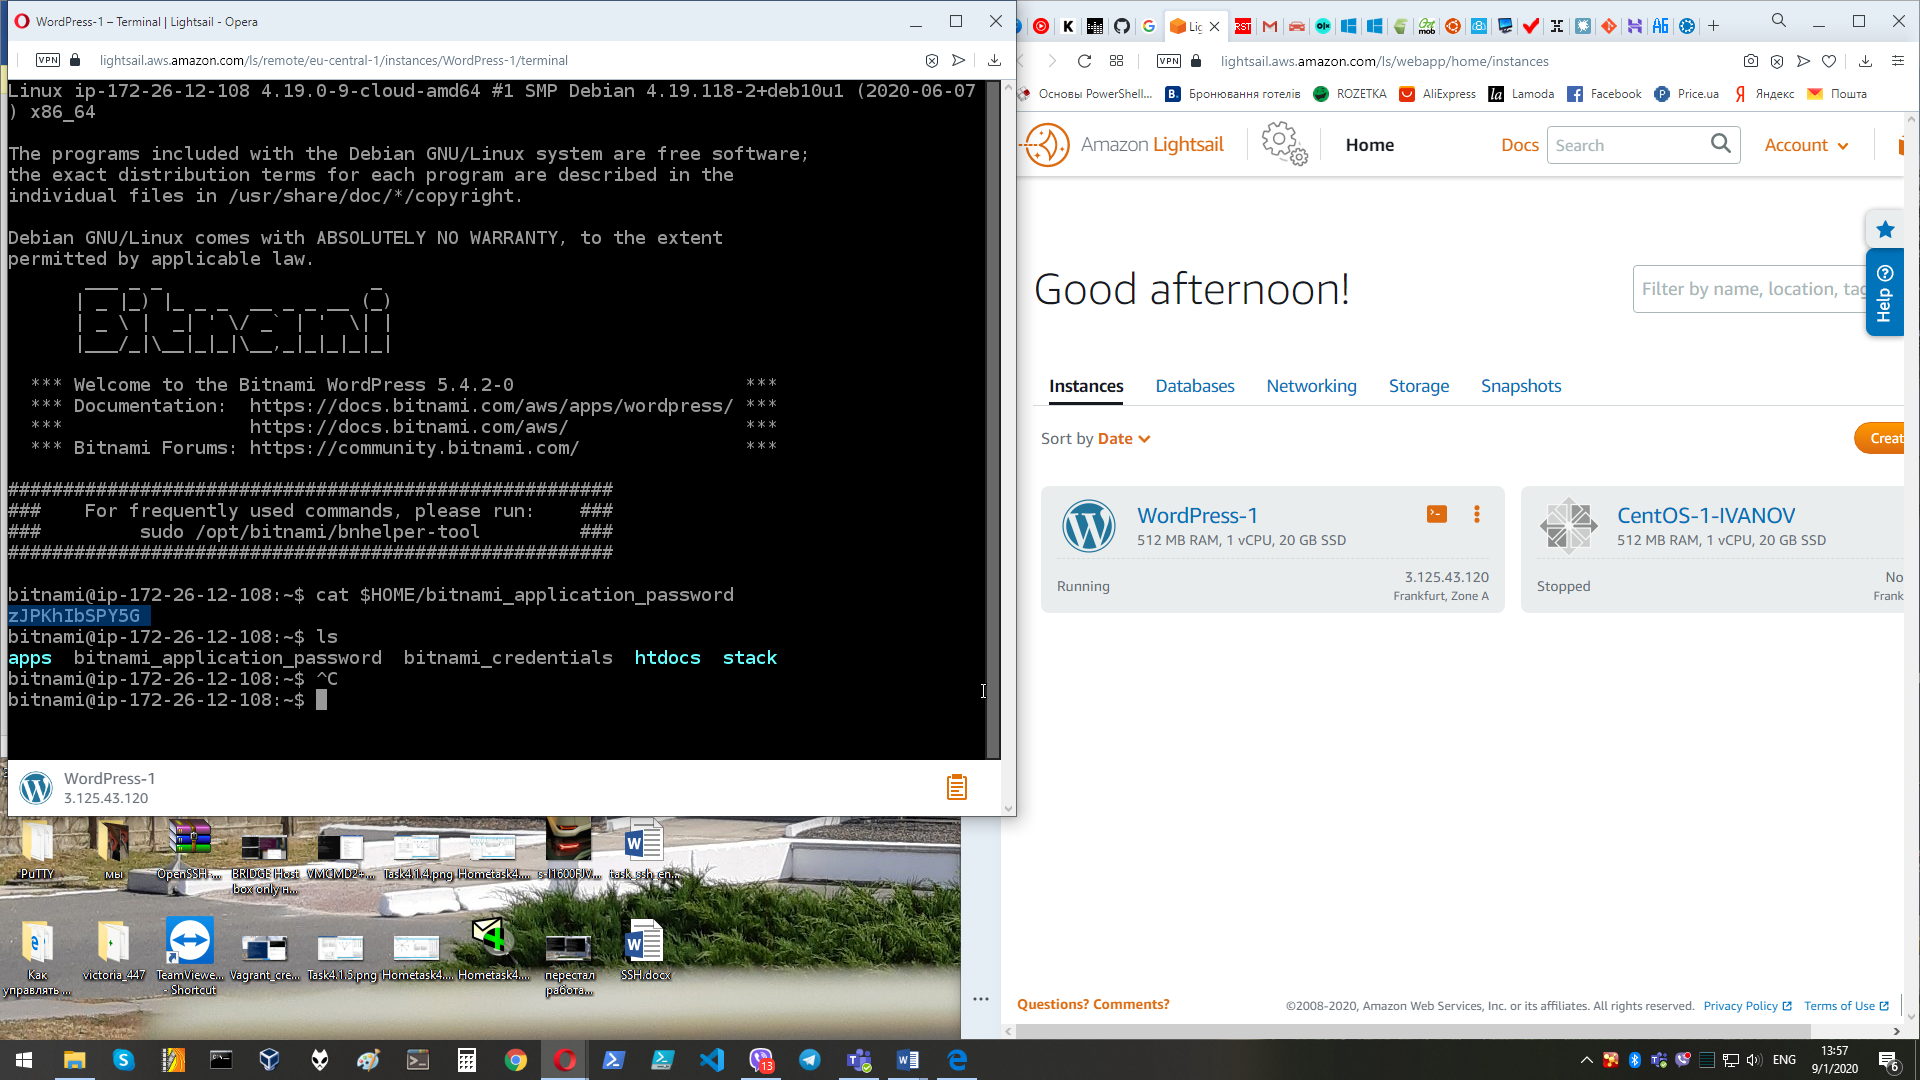 WordPress-1 – Terminal | Lightsail - Opera
VPN lightsail.aws.amazon.com/ls/remote/eu-central-1/instances/WordPress-1/terminal
Linux ip-172-26-12-108 4.19.0-9-cloud-amd64 #1 SMP Debian 4.19.118-2+deb10u1 (2020-06-07
) x86_64
The programs included with the Debian GNU/Linux system are free software;
the exact distribution terms for each program are described in the
individual files in /usr/share/doc/*/copyright.
Debian GNU/Linux comes with ABSOLUTELY NO WARRANTY, to the extent
permitted by applicable law.
Bitnami
*** Welcome to the Bitnami WordPress 5.4.2-0 ***
*** Documentation: https://docs.bitnami.com/aws/apps/wordpress/ ***
*** https://docs.bitnami.com/aws/ ***
*** Bitnami Forums: https://community.bitnami.com/ ***
#######################################################
### For frequently used commands, please run: ###
### sudo /opt/bitnami/bnhelper-tool ###
#######################################################
bitnami@ip-172-26-12-108:~$ cat $HOME/bitnami_application_password
zJPKhIbSPY5G
bitnami@ip-172-26-12-108:~$ ls
apps bitnami_application_password bitnami_credentials htdocs stack
bitnami@ip-172-26-12-108:~$ ^C
bitnami@ip-172-26-12-108:~$
WordPress-1
3.125.43.120
Lig
VPN lightsail.aws.amazon.com/ls/webapp/home/instances
Основы PowerShell... B. Бронювання готелів ROZETKA AliExpress la Lamoda Facebook Price.ua Яндекс Пошта
Amazon Lightsail Home Docs Search Account
Good afternoon!
Filter by name, location, tag
Help
Instances Databases Networking Storage Snapshots
Sort by Date
Creat
WordPress-1
512 MB RAM, 1 vCPU, 20 GB SSD
Running
3.125.43.120
Frankfurt, Zone A
CentOS-1-IVANOV
512 MB RAM, 1 vCPU, 20 GB SSD
Stopped
No
Frank
Questions? Comments? ©2008-2020, Amazon Web Services, Inc. or its affiliates. All rights reserved. Privacy Policy Terms of Use
PuTTY мы OpenSSH-... BRIDGE Host box only н... VMCMD2+... Task4.1.4.png Hometask4.... s-l1600RJV... task_ssh_en...
Как управлять ... victoria_447 TeamViewe... - Shortcut Vagrant_cre... Task4.1.5.png Hometask4.... Hometask4.... перестал работа... SSH.docx
13
ENG
13:57
9/1/2020
6